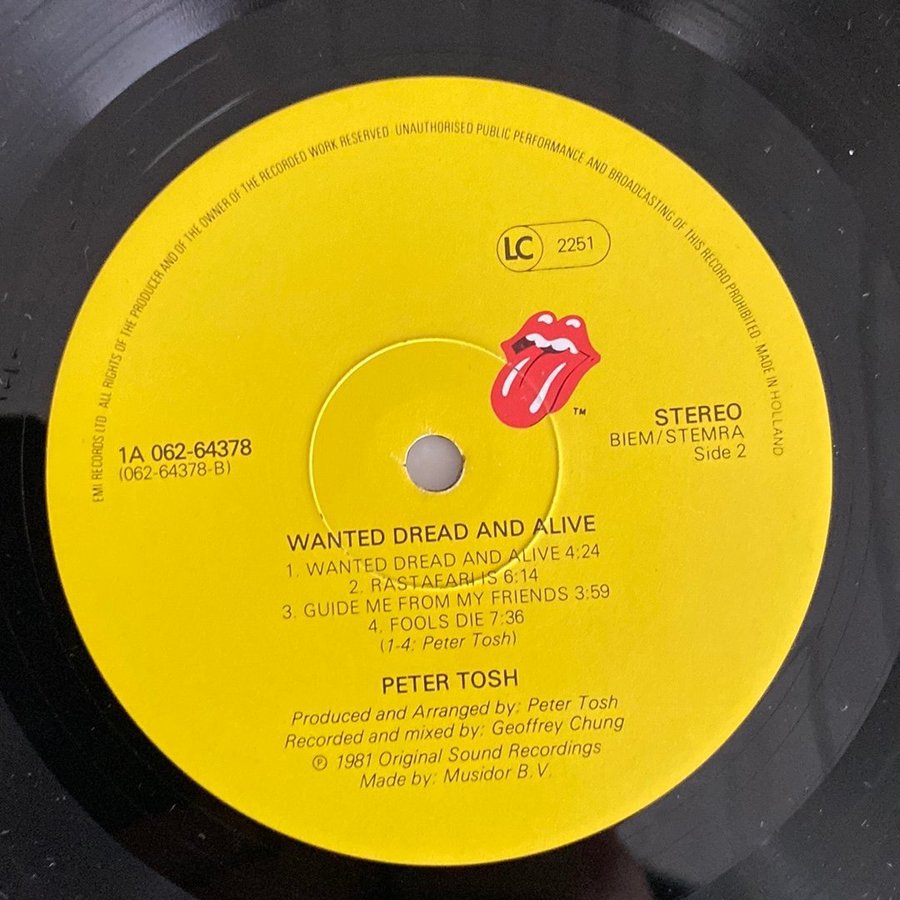 EMI RECORDS LTD ALL RIGHTS OF THE PRODUCER AND OF THE OWNER OF THE RECORDED WORK RESERVED UNAUTHORISED PUBLIC PERFORMANCE AND BROADCASTING OF THIS RECORD PROHIBITED. MADE IN HOLLAND
LC 2251
TM
STEREO
BIEM/STEMRA
Side 2
1A 062-64378
(062-64378-B)
WANTED DREAD AND ALIVE
1. WANTED DREAD AND ALIVE 4:24
2. RASTAFARI IS 6:14
3. GUIDE ME FROM MY FRIENDS 3:59
4. FOOLS DIE 7:36
(1-4: Peter Tosh)
PETER TOSH
Produced and Arranged by: Peter Tosh
Recorded and mixed by: Geoffrey Chung
℗ 1981 Original Sound Recordings
Made by: Musidor B.V.